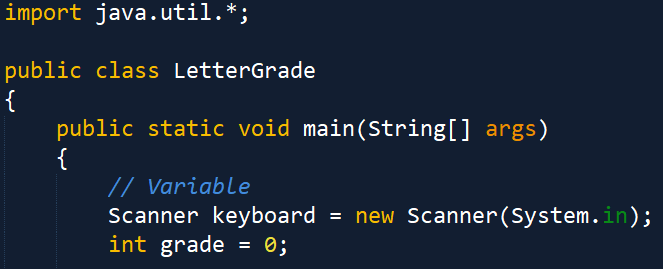 import java.util.*;
public class LetterGrade
{
public static void main(String[] args)
{
// Variable
Scanner keyboard = new Scanner(System.in);
int grade = 0;